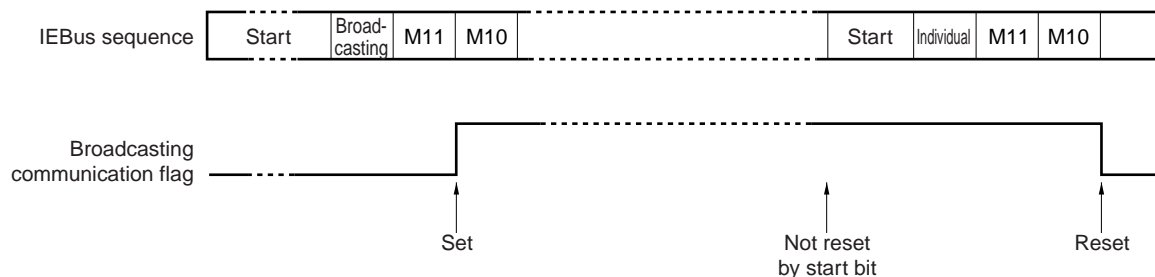 IEBus sequence
Start
Broad-
casting
M11
M10
Start
Individual
M11
M10
Broadcasting
communication flag
Set
Not reset
by start bit
Reset